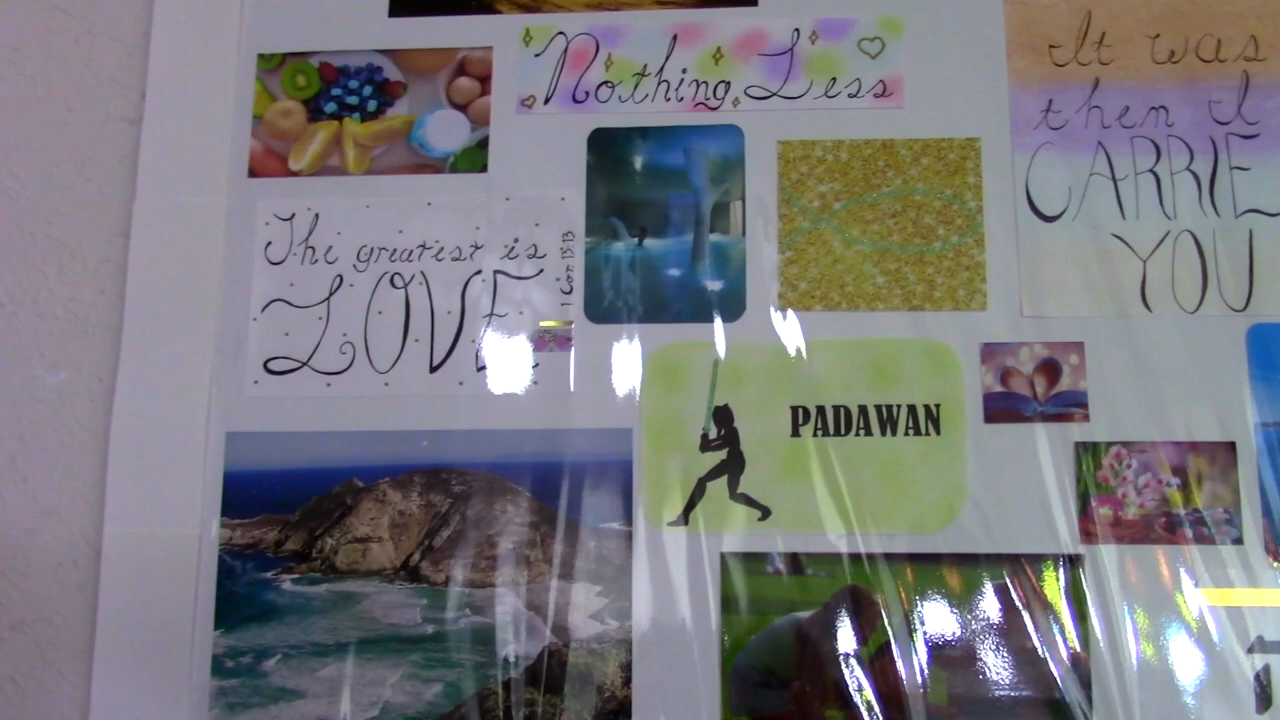 Nothing Less
It was
then I
CARRIE
YOU
The greatest is
LOVE
1 Cor 13:13
PADAWAN